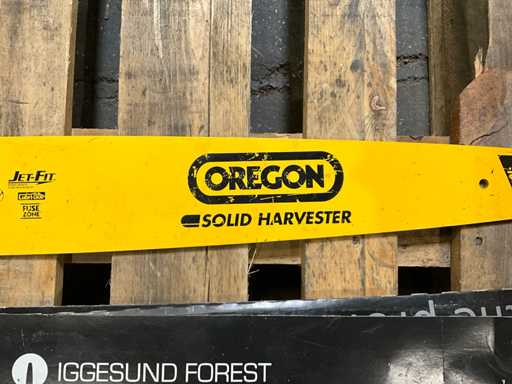 JET-FIT
OREGON
SOLID HARVESTER
FUSE
ZONE
IGGESUND FOREST